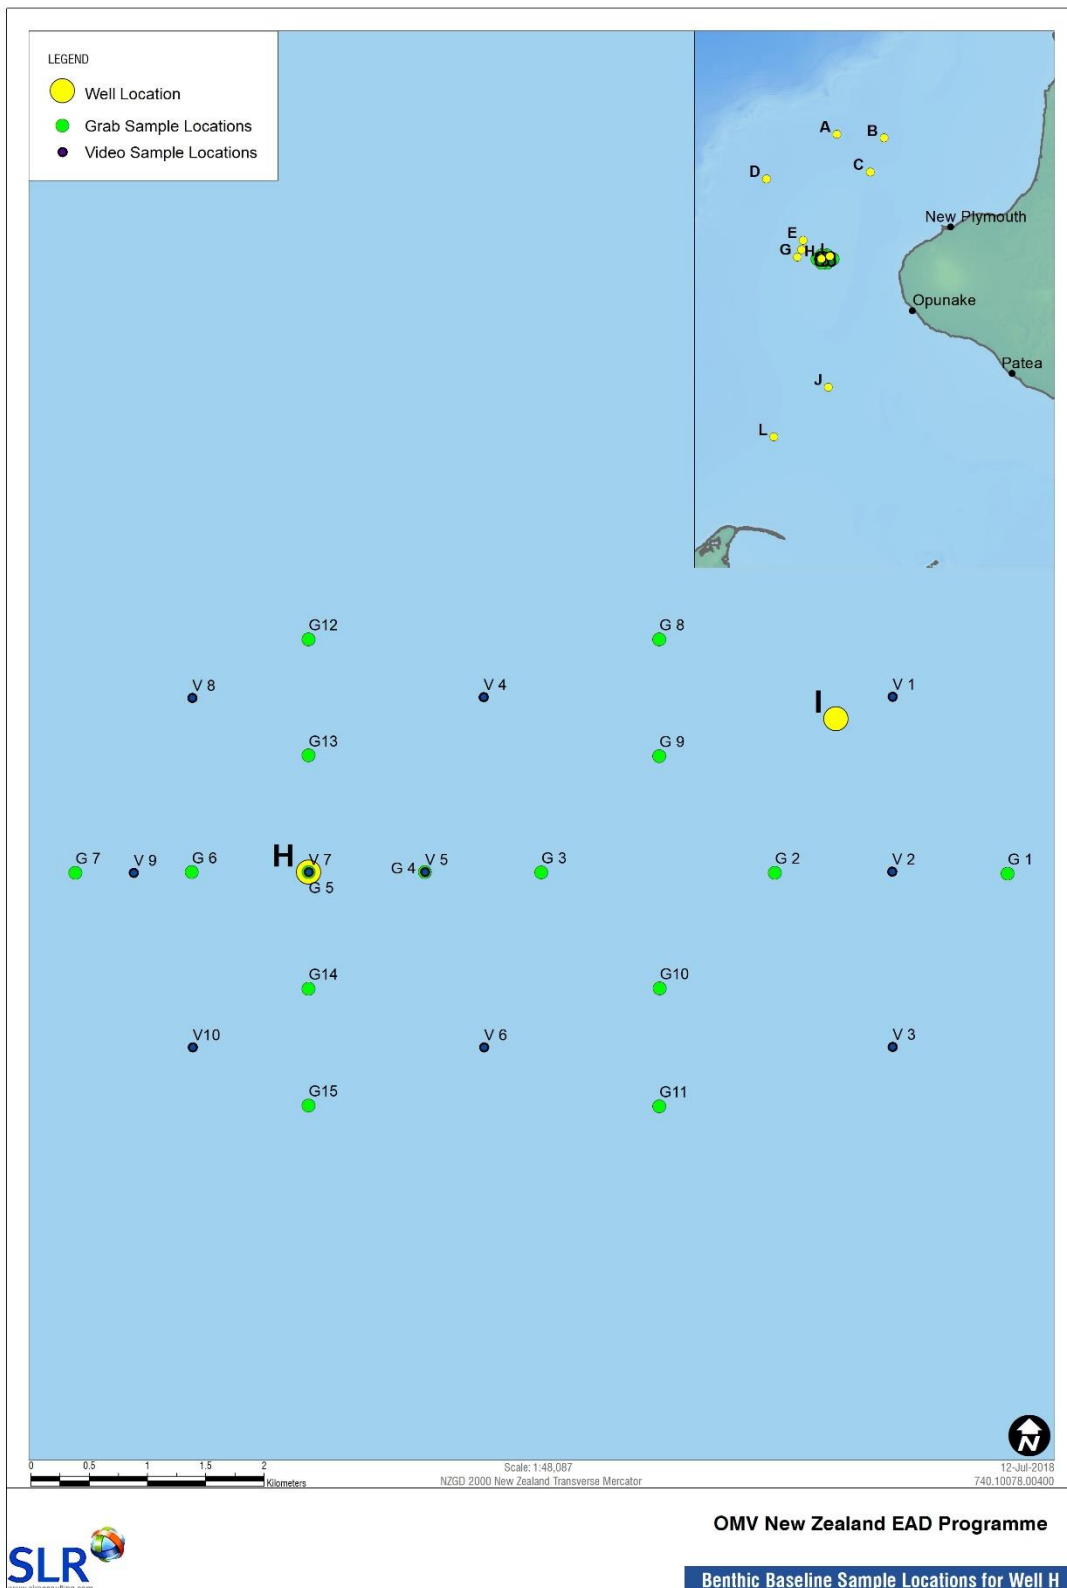 LEGEND
Well Location
Grab Sample Locations
Video Sample Locations
A
B
C
D
New Plymouth
E
G
H
I
Opunake
Patea
J
L
G12
G 8
V 8
V 4
V 1
I
G13
G 9
H
G 7
V 9
G 6
V 7
G 5
G 4
V 5
G 3
G 2
V 2
G 1
G14
G10
V10
V 6
V 3
G15
G11
N
0 0.5 1 1.5 2
Kilometers
Scale: 1:48,087
NZGD 2000 New Zealand Transverse Mercator
12-Jul-2018
740.10078.00400
OMV New Zealand EAD Programme
SLR
Benthic Baseline Sample Locations for Well H